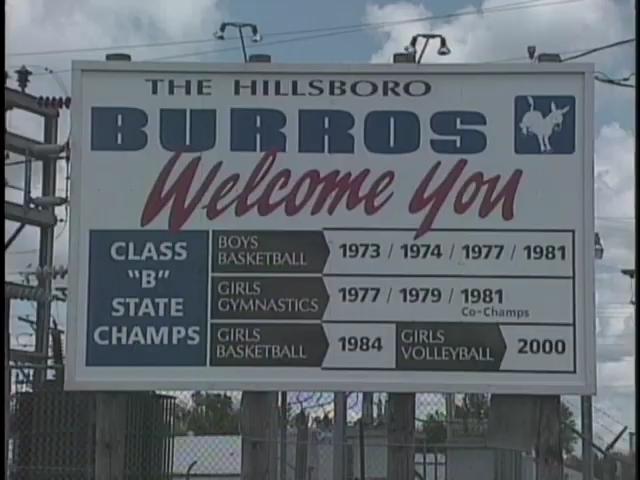 THE HILLSBORO
BURROS
Welcome You
CLASS
"B"
STATE
CHAMPS
BOYS
BASKETBALL
1973 / 1974 / 1977 / 1981
GIRLS
GYMNASTICS
1977 / 1979 / 1981
Co-Champs
GIRLS
BASKETBALL
1984
GIRLS
VOLLEYBALL
2000